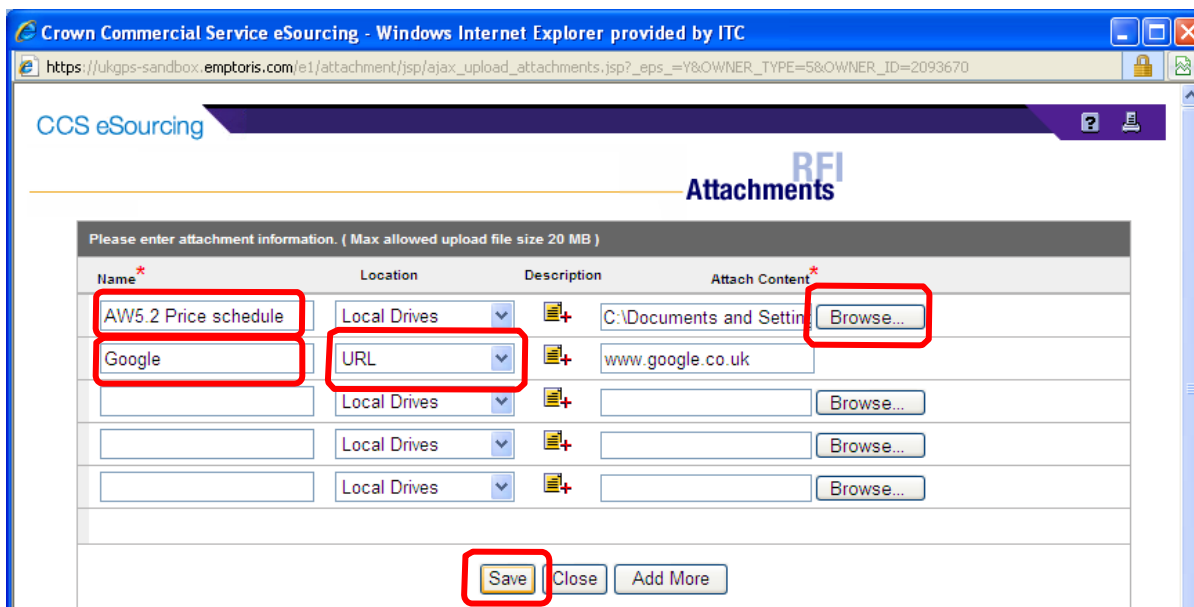 Crown Commercial Service eSourcing - Windows Internet Explorer provided by ITC
https://ukgps-sandbox.emptoris.com/e1/attachment/jsp/ajax_upload_attachments.jsp?_eps_=Y&OWNER_TYPE=5&OWNER_ID=2093670
CCS eSourcing
RFI
Attachments
Please enter attachment information. ( Max allowed upload file size 20 MB )
Name* Location Description Attach Content*
AW5.2 Price schedule Local Drives C:\Documents and Setting Browse...
Google URL www.google.co.uk
Local Drives Browse...
Local Drives Browse...
Local Drives Browse...
Save Close Add More